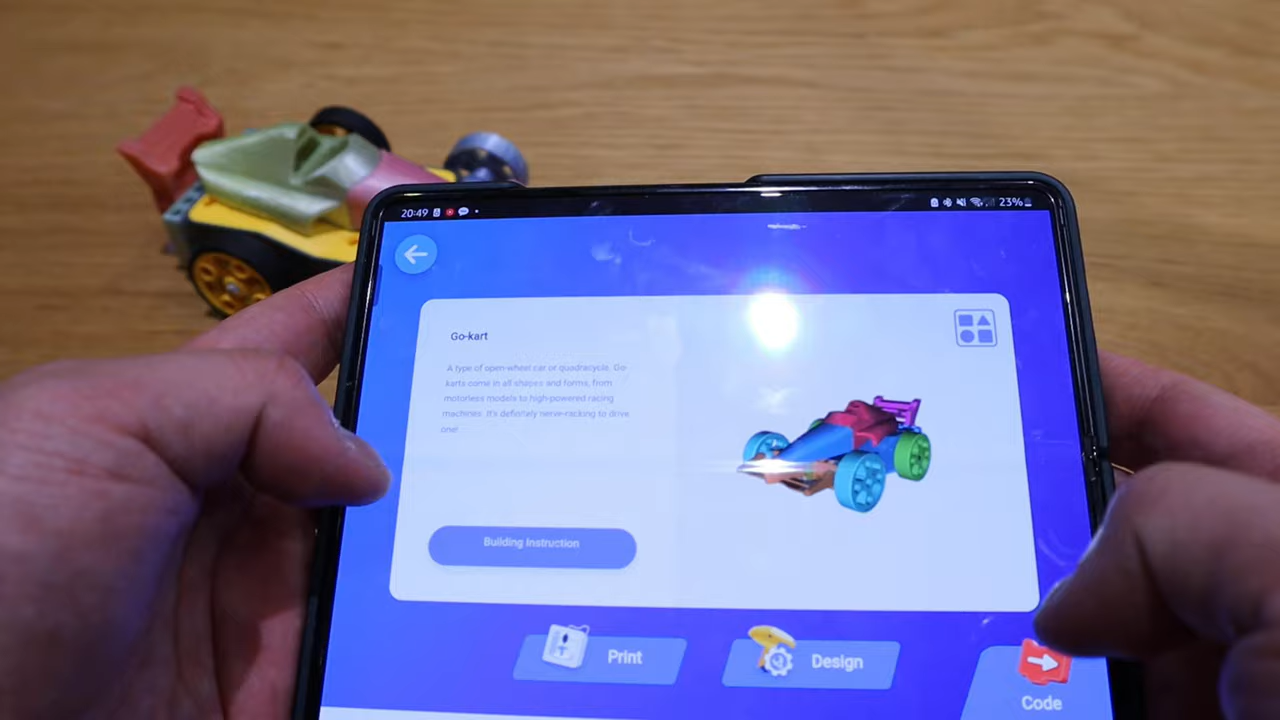 20:49
23%
Go-kart
A type of open-wheel car or quadracycle. Go-
karts come in all shapes and forms, from
motorless models to high-powered racing
machines. It's definitely nerve-racking to drive
one.
Building Instruction
Print
Design
Code